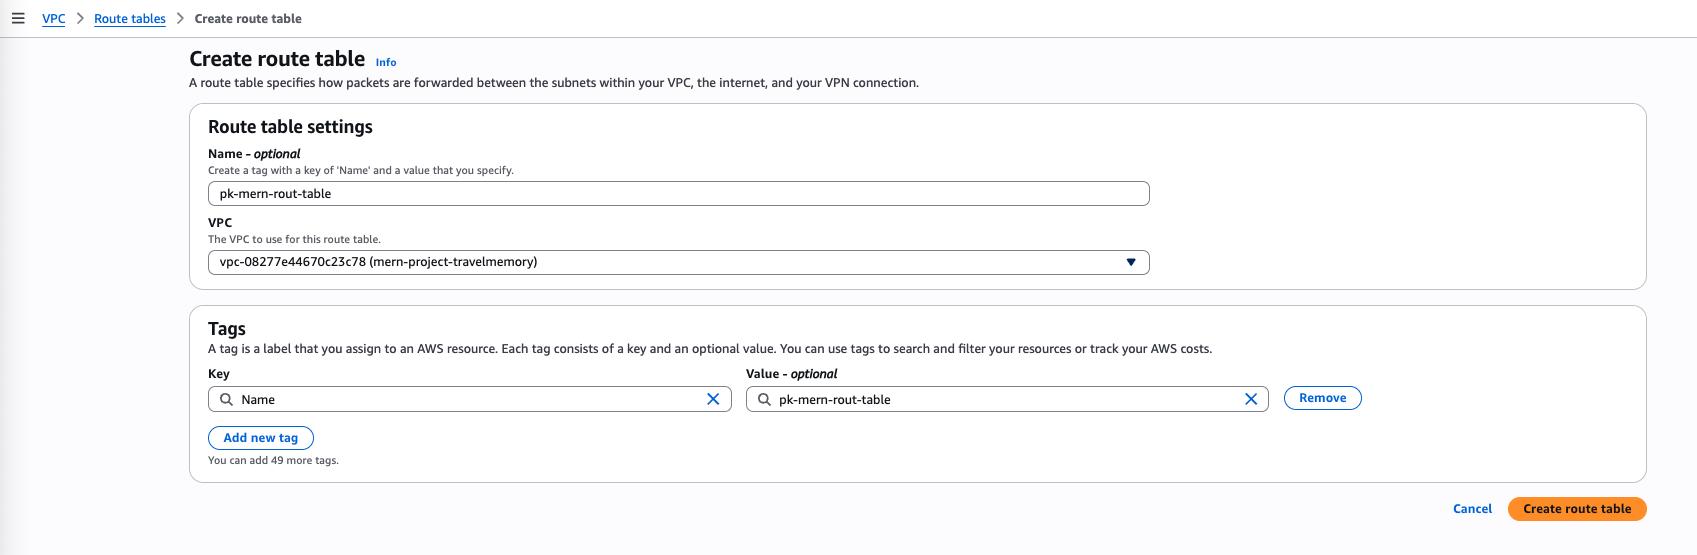 VPC > Route tables > Create route table
Create route table Info
A route table specifies how packets are forwarded between the subnets within your VPC, the internet, and your VPN connection.
Route table settings
Name - optional
Create a tag with a key of 'Name' and a value that you specify.
pk-mern-rout-table
VPC
The VPC to use for this route table.
vpc-08277e44670c23c78 (mern-project-travelmemory)
Tags
A tag is a label that you assign to an AWS resource. Each tag consists of a key and an optional value. You can use tags to search and filter your resources or track your AWS costs.
Key Value - optional
Name pk-mern-rout-table Remove
Add new tag
You can add 49 more tags.
Cancel Create route table